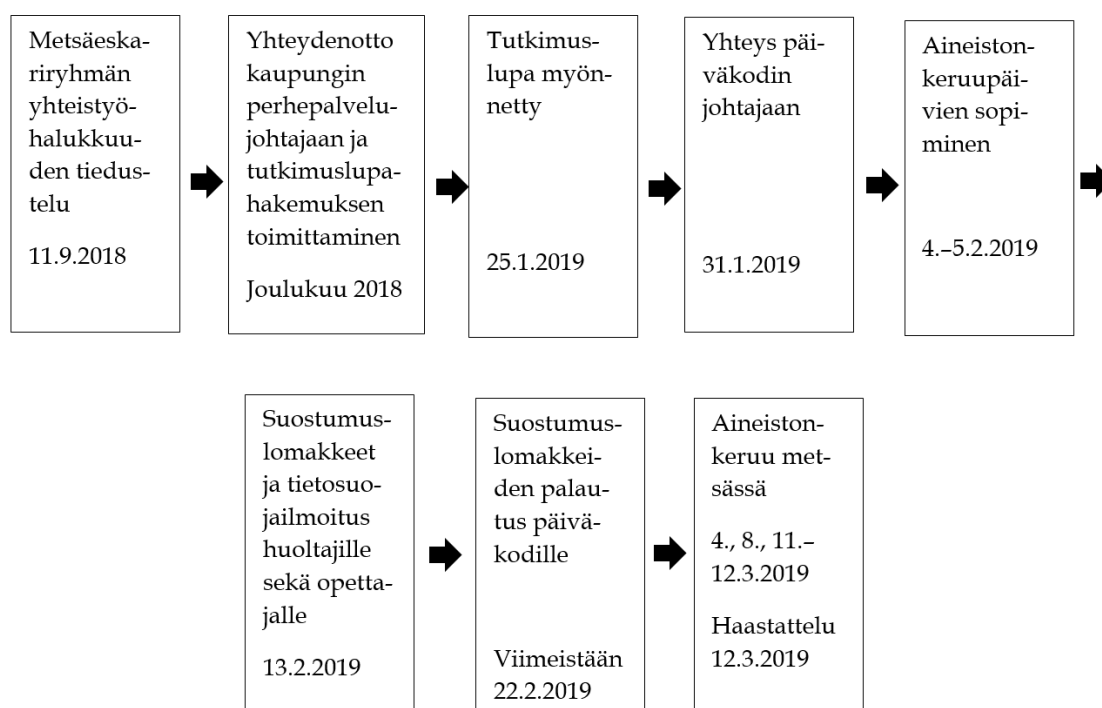 Metsäeska-
riryhmän
yhteistyö-
halukkuu-
den tiedus-
telu
11.9.2018
Yhteydenotto
kaupungin
perhepalvelu-
johtajaan ja
tutkimuslupa-
hakemuksen
toimittaminen
Joulukuu 2018
Tutkimus-
lupa myön-
netty
25.1.2019
Yhteys päi-
väkodin
johtajaan
31.1.2019
Aineiston-
keruupäi-
vien sopi-
minen
4.–5.2.2019
Suostumus-
lomakkeet
ja tietosuo-
jailmoitus
huoltajille
sekä opetta-
jalle
13.2.2019
Suostumus-
lomakkei-
den palau-
tus päivä-
kodille
Viimeistään
22.2.2019
Aineiston-
keruu met-
sässä
4., 8., 11.–
12.3.2019
Haastattelu
12.3.2019